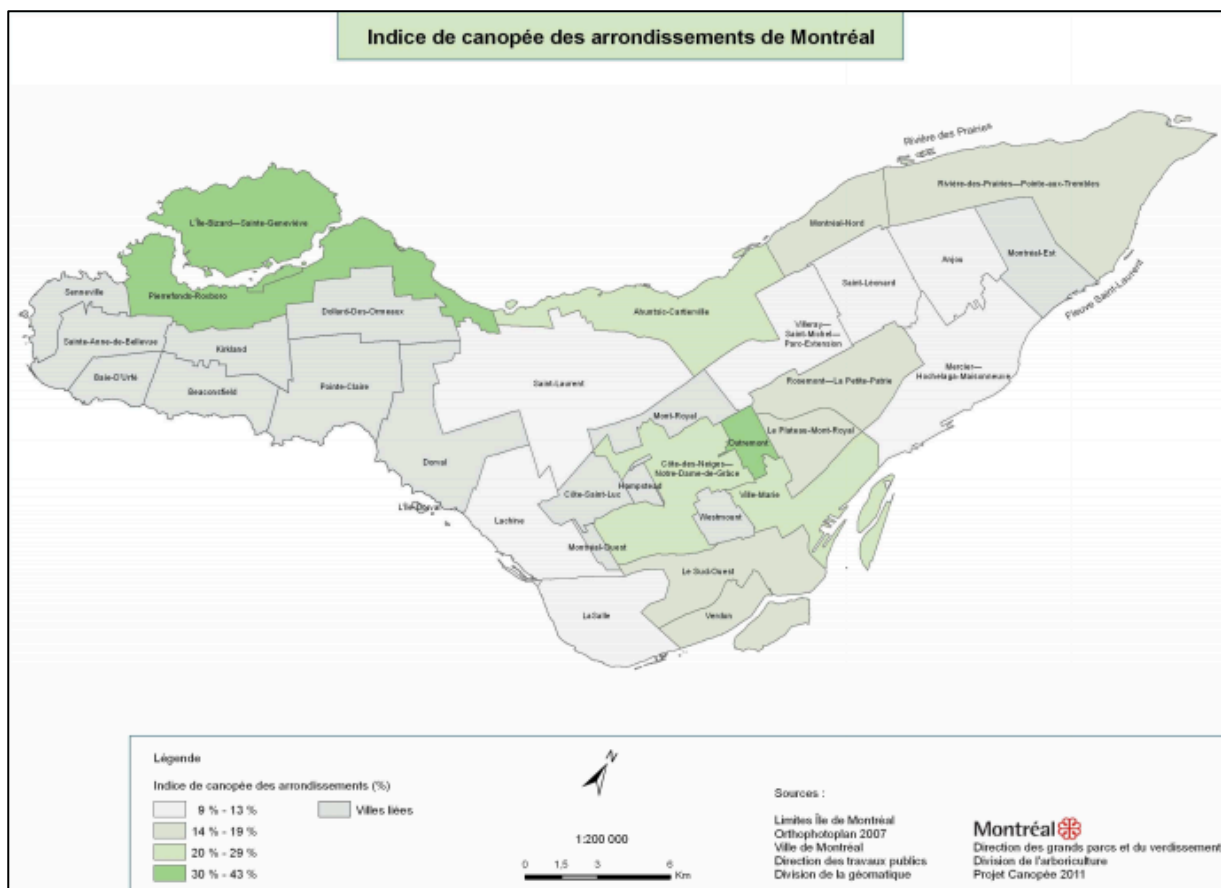 Indice de canopée des arrondissements de Montréal
Rivière des Prairies
Rivière-des-Prairies—Pointe-aux-Trembles
L'Île-Bizard—Sainte-Geneviève
Montréal-Nord
Anjou
Montréal-Est
Saint-Léonard
Senneville
Pierrefonds-Roxboro
Fleuve Saint-Laurent
Dollard-Des-Ormeaux
Ahuntsic-Cartierville
Villeray—
Saint-Michel—
Parc-Extension
Sainte-Anne-de-Bellevue
Kirkland
Mercier—
Hochelaga-Maisonneuve
Baie-D'Urfé
Beaconsfield
Pointe-Claire
Saint-Laurent
Rosemont—La Petite-Patrie
Mont-Royal
Outremont
Le Plateau-Mont-Royal
Dorval
Côte-des-Neiges—
Notre-Dame-de-Grâce
Hampstead
Côte-Saint-Luc
Ville-Marie
L'Île-Dorval
Lachine
Westmount
Montréal-Ouest
Le Sud-Ouest
LaSalle
Verdun
Légende
Indice de canopée des arrondissements (%)
9 % - 13 %
Villes liées
14 % - 19 %
20 % - 29 %
30 % - 43 %
N
1:200 000
0 1,5 3 6
Km
Sources :
Limites Île de Montréal
Orthophotoplan 2007
Ville de Montréal
Direction des travaux publics
Division de la géomatique
Montréal
Direction des grands parcs et du verdissement
Division de l'arboriculture
Projet Canopée 2011